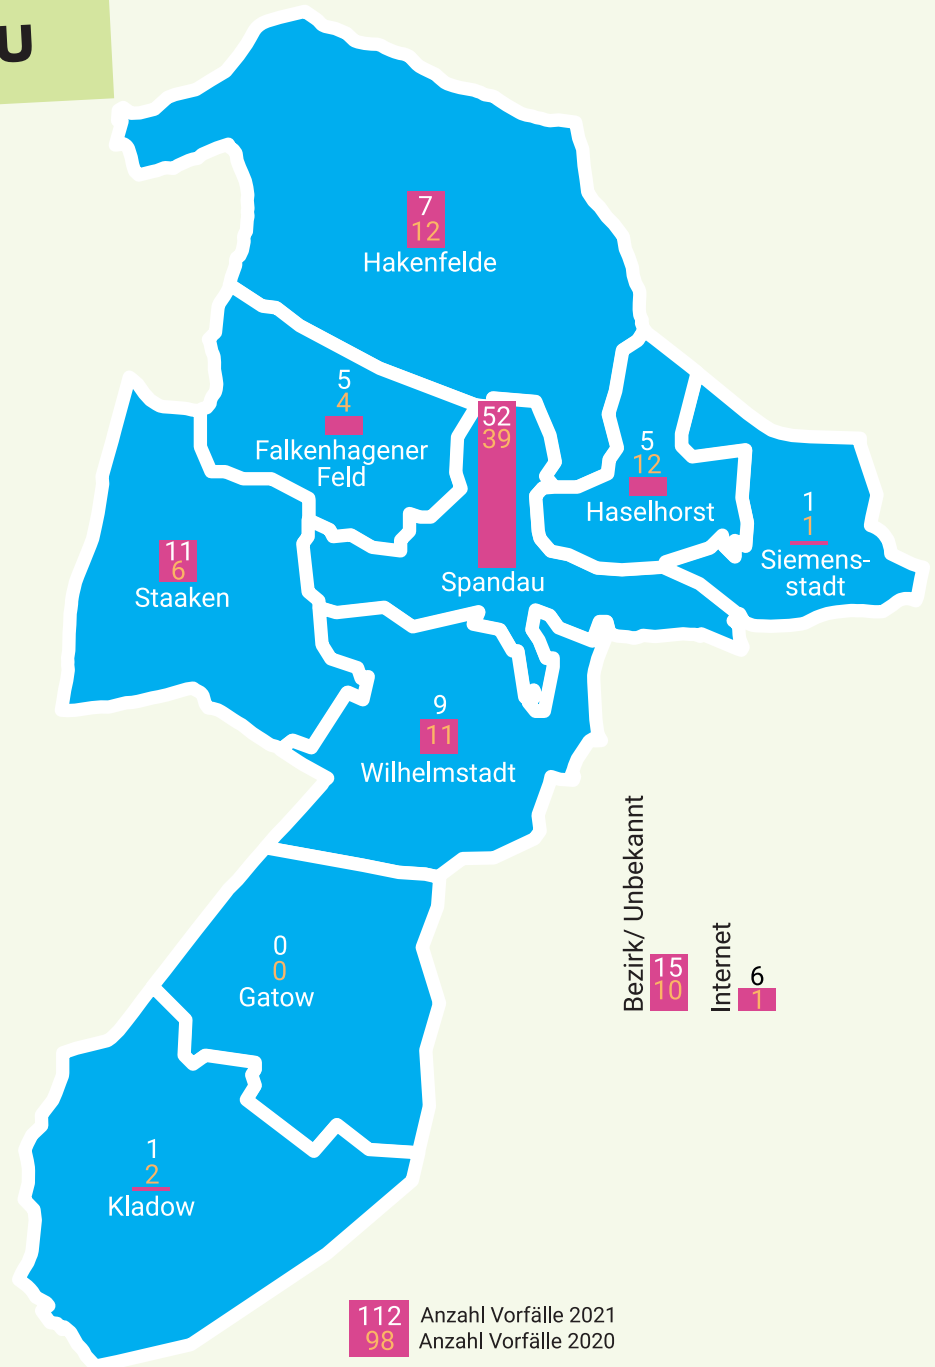 U
7
12
Hakenfelde
5
4
Falkenhagener
Feld
52
39
Spandau
5
12
Haselhorst
1
1
Siemens-
stadt
11
6
Staaken
9
11
Wilhelmstadt
Bezirk/ Unbekannt
15
10
Internet
6
1
0
0
Gatow
1
2
Kladow
112 Anzahl Vorfälle 2021
98 Anzahl Vorfälle 2020